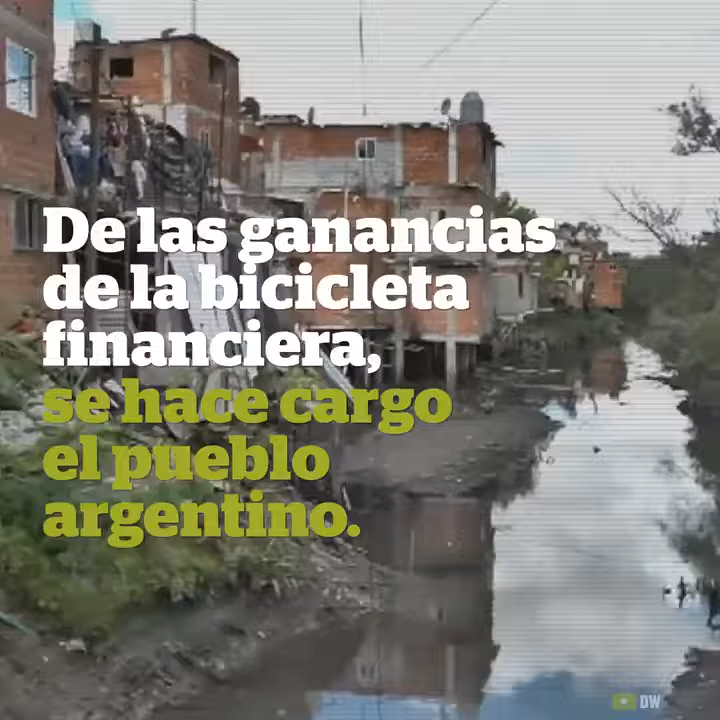 De las ganancias
de la bicicleta
financiera,
se hace cargo
el pueblo
argentino.
DW